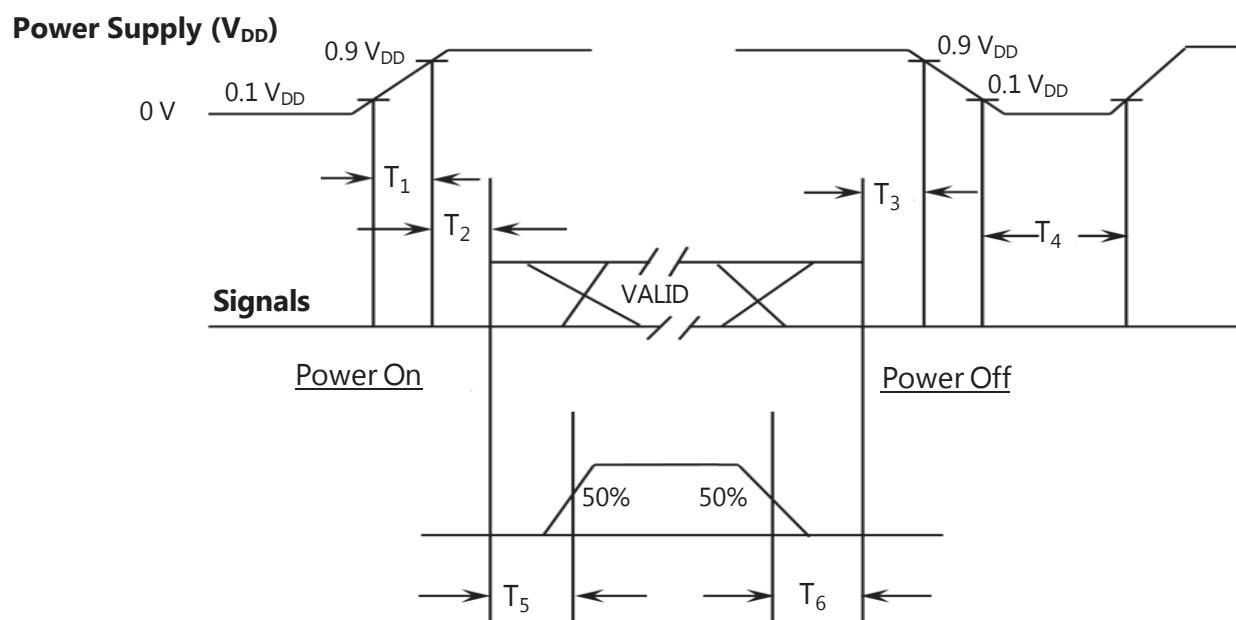 Power Supply (VDD)
0.9 VDD
0.9 VDD
0.1 VDD
0.1 VDD
0 V
T1
T3
T2
T4
VALID
Signals
Power On
Power Off
50%
50%
T5
T6